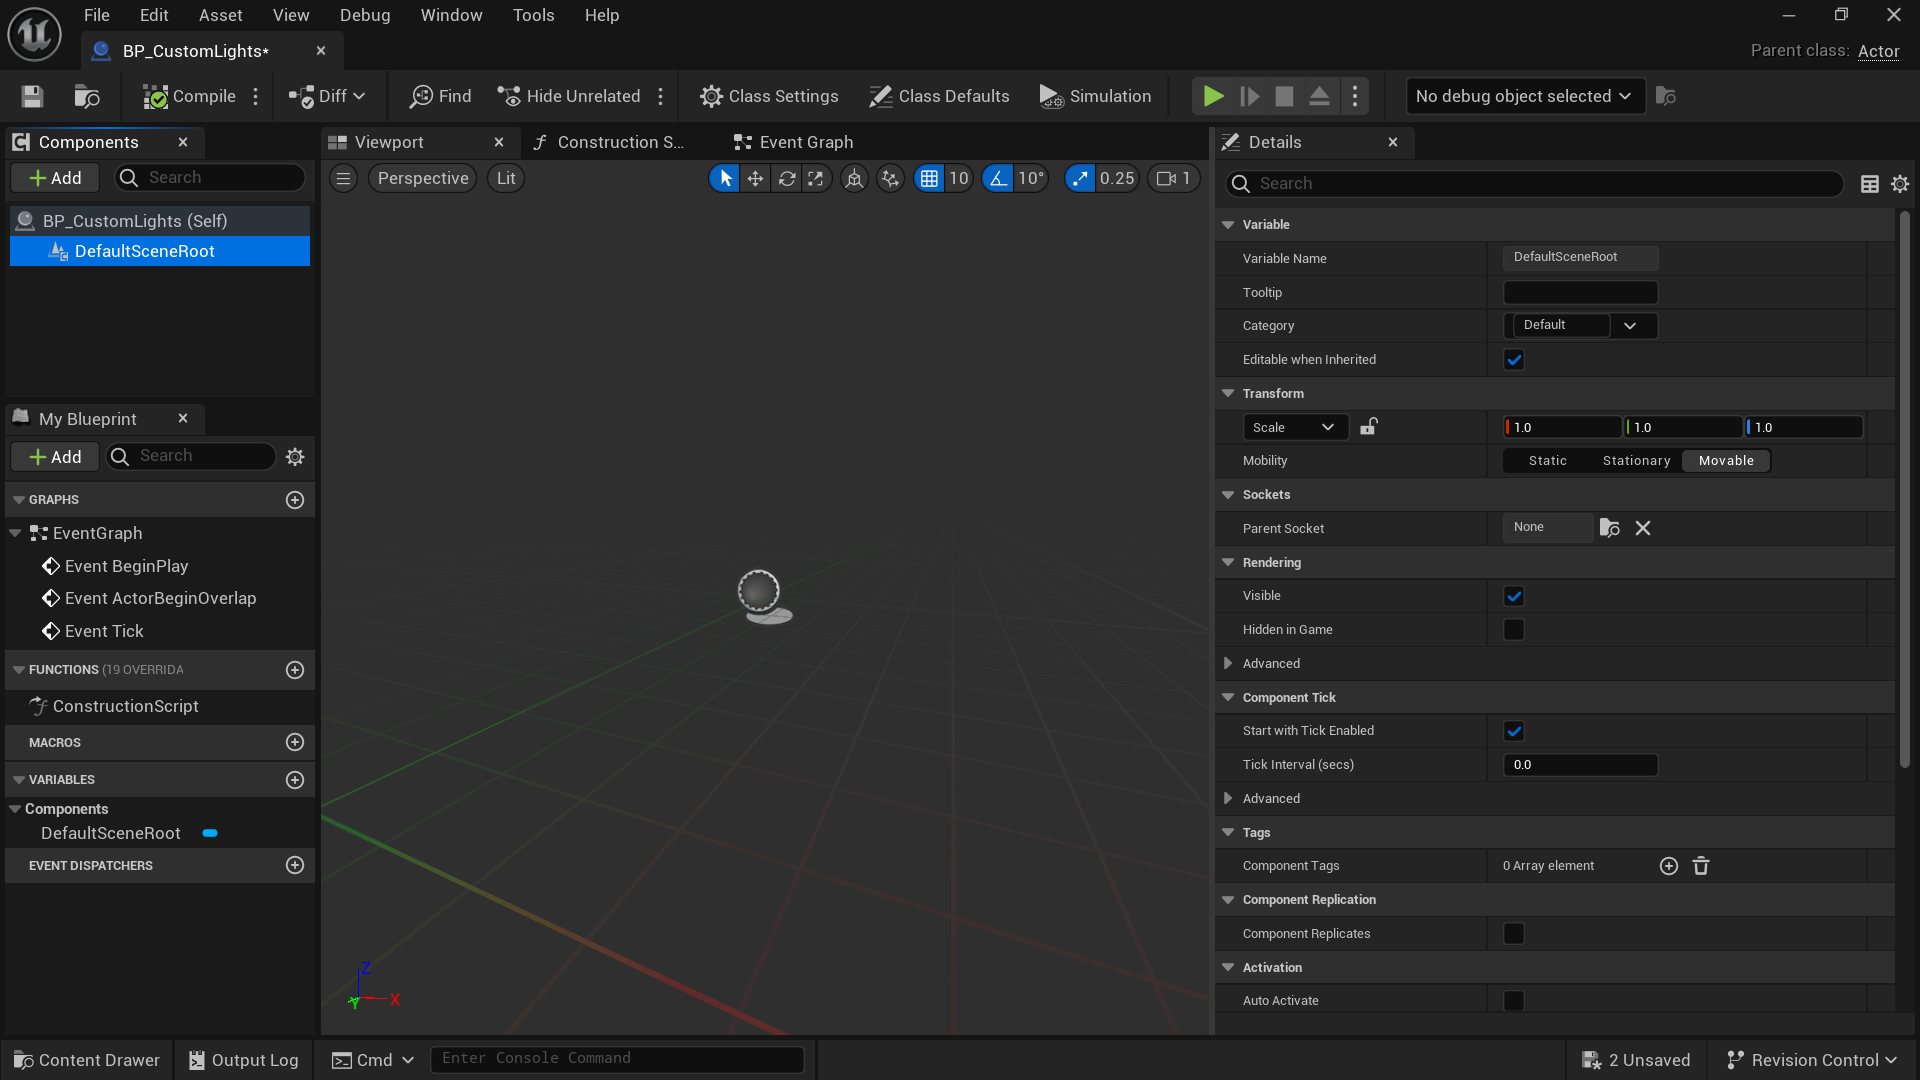 File Edit Asset View Debug Window Tools Help
BP_CustomLights*
Parent class: Actor
Compile
Diff
Find
Hide Unrelated
Class Settings
Class Defaults
Simulation
No debug object selected
Components
Add
Search
BP_CustomLights (Self)
DefaultSceneRoot
My Blueprint
Add
Search
GRAPHS
EventGraph
Event BeginPlay
Event ActorBeginOverlap
Event Tick
FUNCTIONS (19 OVERRIDA
ConstructionScript
MACROS
VARIABLES
Components
DefaultSceneRoot
EVENT DISPATCHERS
Viewport
Construction S...
Event Graph
Perspective
Lit
10
10°
0.25
1
Z
X
Y
Details
Search
Variable
Variable Name DefaultSceneRoot
Tooltip
Category Default
Editable when Inherited
Transform
Scale 1.0 1.0 1.0
Mobility Static Stationary Movable
Sockets
Parent Socket None
Rendering
Visible
Hidden in Game
Advanced
Component Tick
Start with Tick Enabled
Tick Interval (secs) 0.0
Advanced
Tags
Component Tags 0 Array element
Component Replication
Component Replicates
Activation
Auto Activate
Content Drawer
Output Log
Cmd
Enter Console Command
2 Unsaved
Revision Control